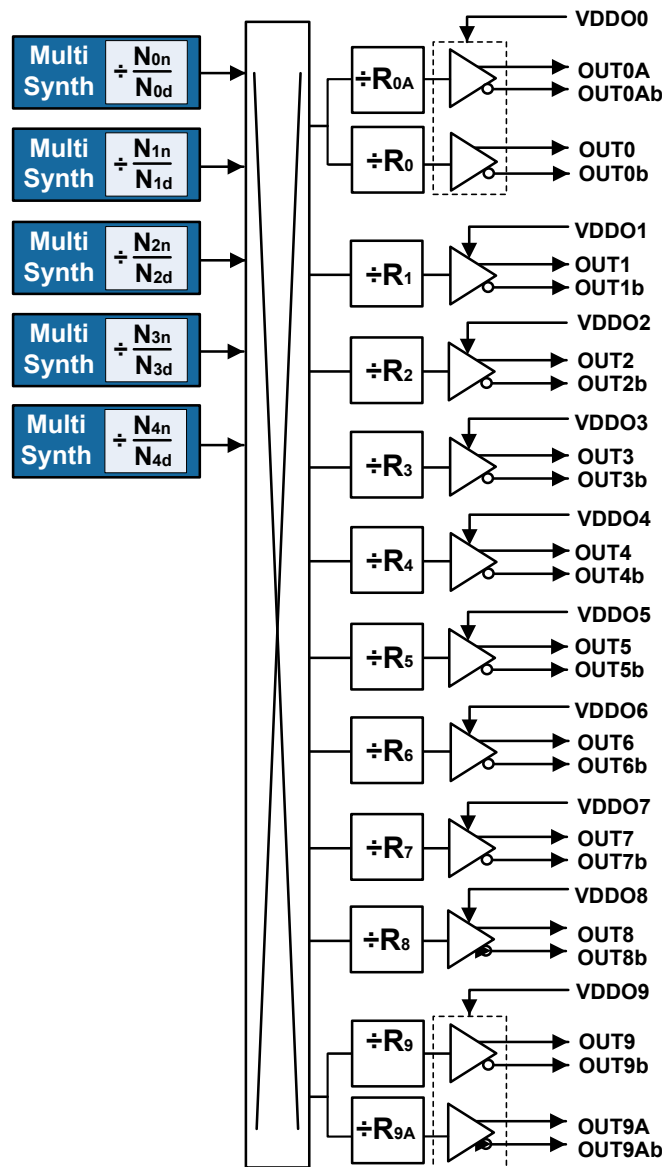 Multi Synth ÷ N0n/N0d
Multi Synth ÷ N1n/N1d
Multi Synth ÷ N2n/N2d
Multi Synth ÷ N3n/N3d
Multi Synth ÷ N4n/N4d
VDDO0
÷R0A
OUT0A
OUT0Ab
÷R0
OUT0
OUT0b
VDDO1
÷R1
OUT1
OUT1b
VDDO2
÷R2
OUT2
OUT2b
VDDO3
÷R3
OUT3
OUT3b
VDDO4
÷R4
OUT4
OUT4b
VDDO5
÷R5
OUT5
OUT5b
VDDO6
÷R6
OUT6
OUT6b
VDDO7
÷R7
OUT7
OUT7b
VDDO8
÷R8
OUT8
OUT8b
VDDO9
÷R9
OUT9
OUT9b
÷R9A
OUT9A
OUT9Ab